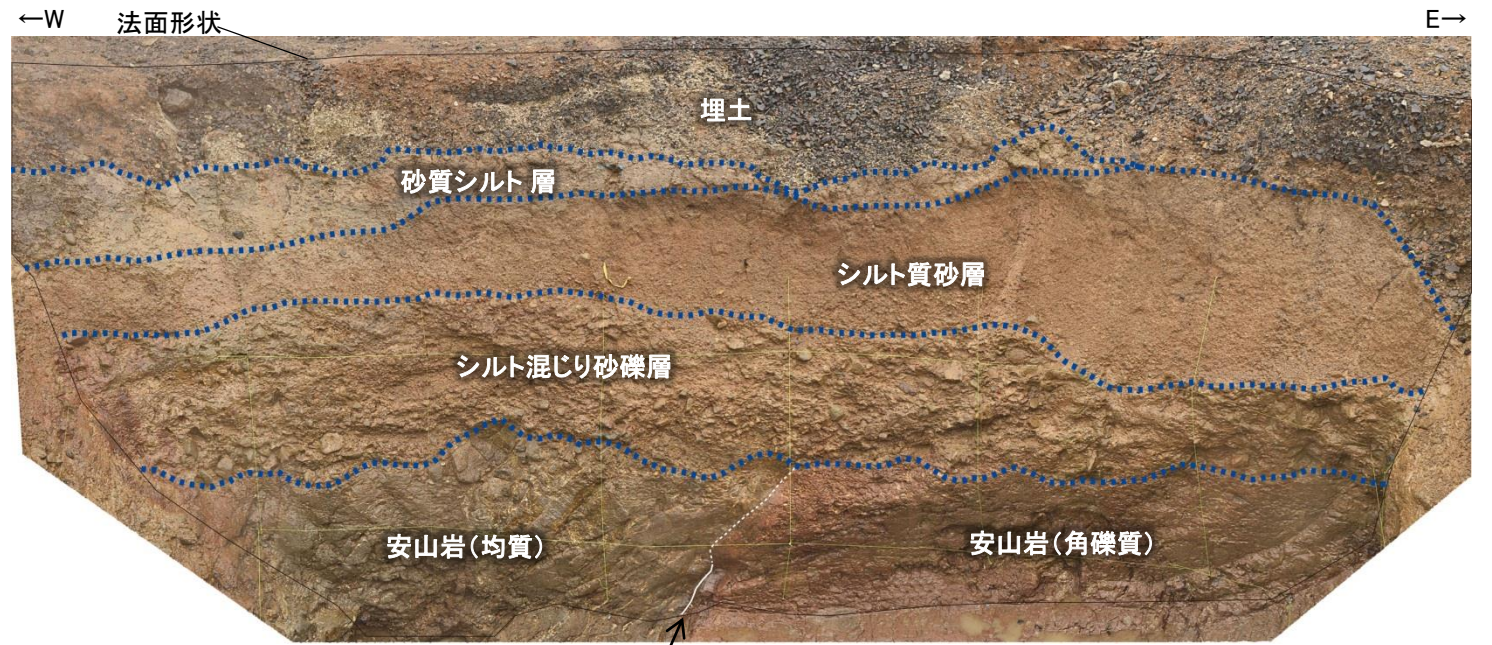 ←W
法面形状
E→
埋土
砂質シルト 層
シルト質砂層
シルト混じり砂礫層
安山岩（均質）
安山岩（角礫質）